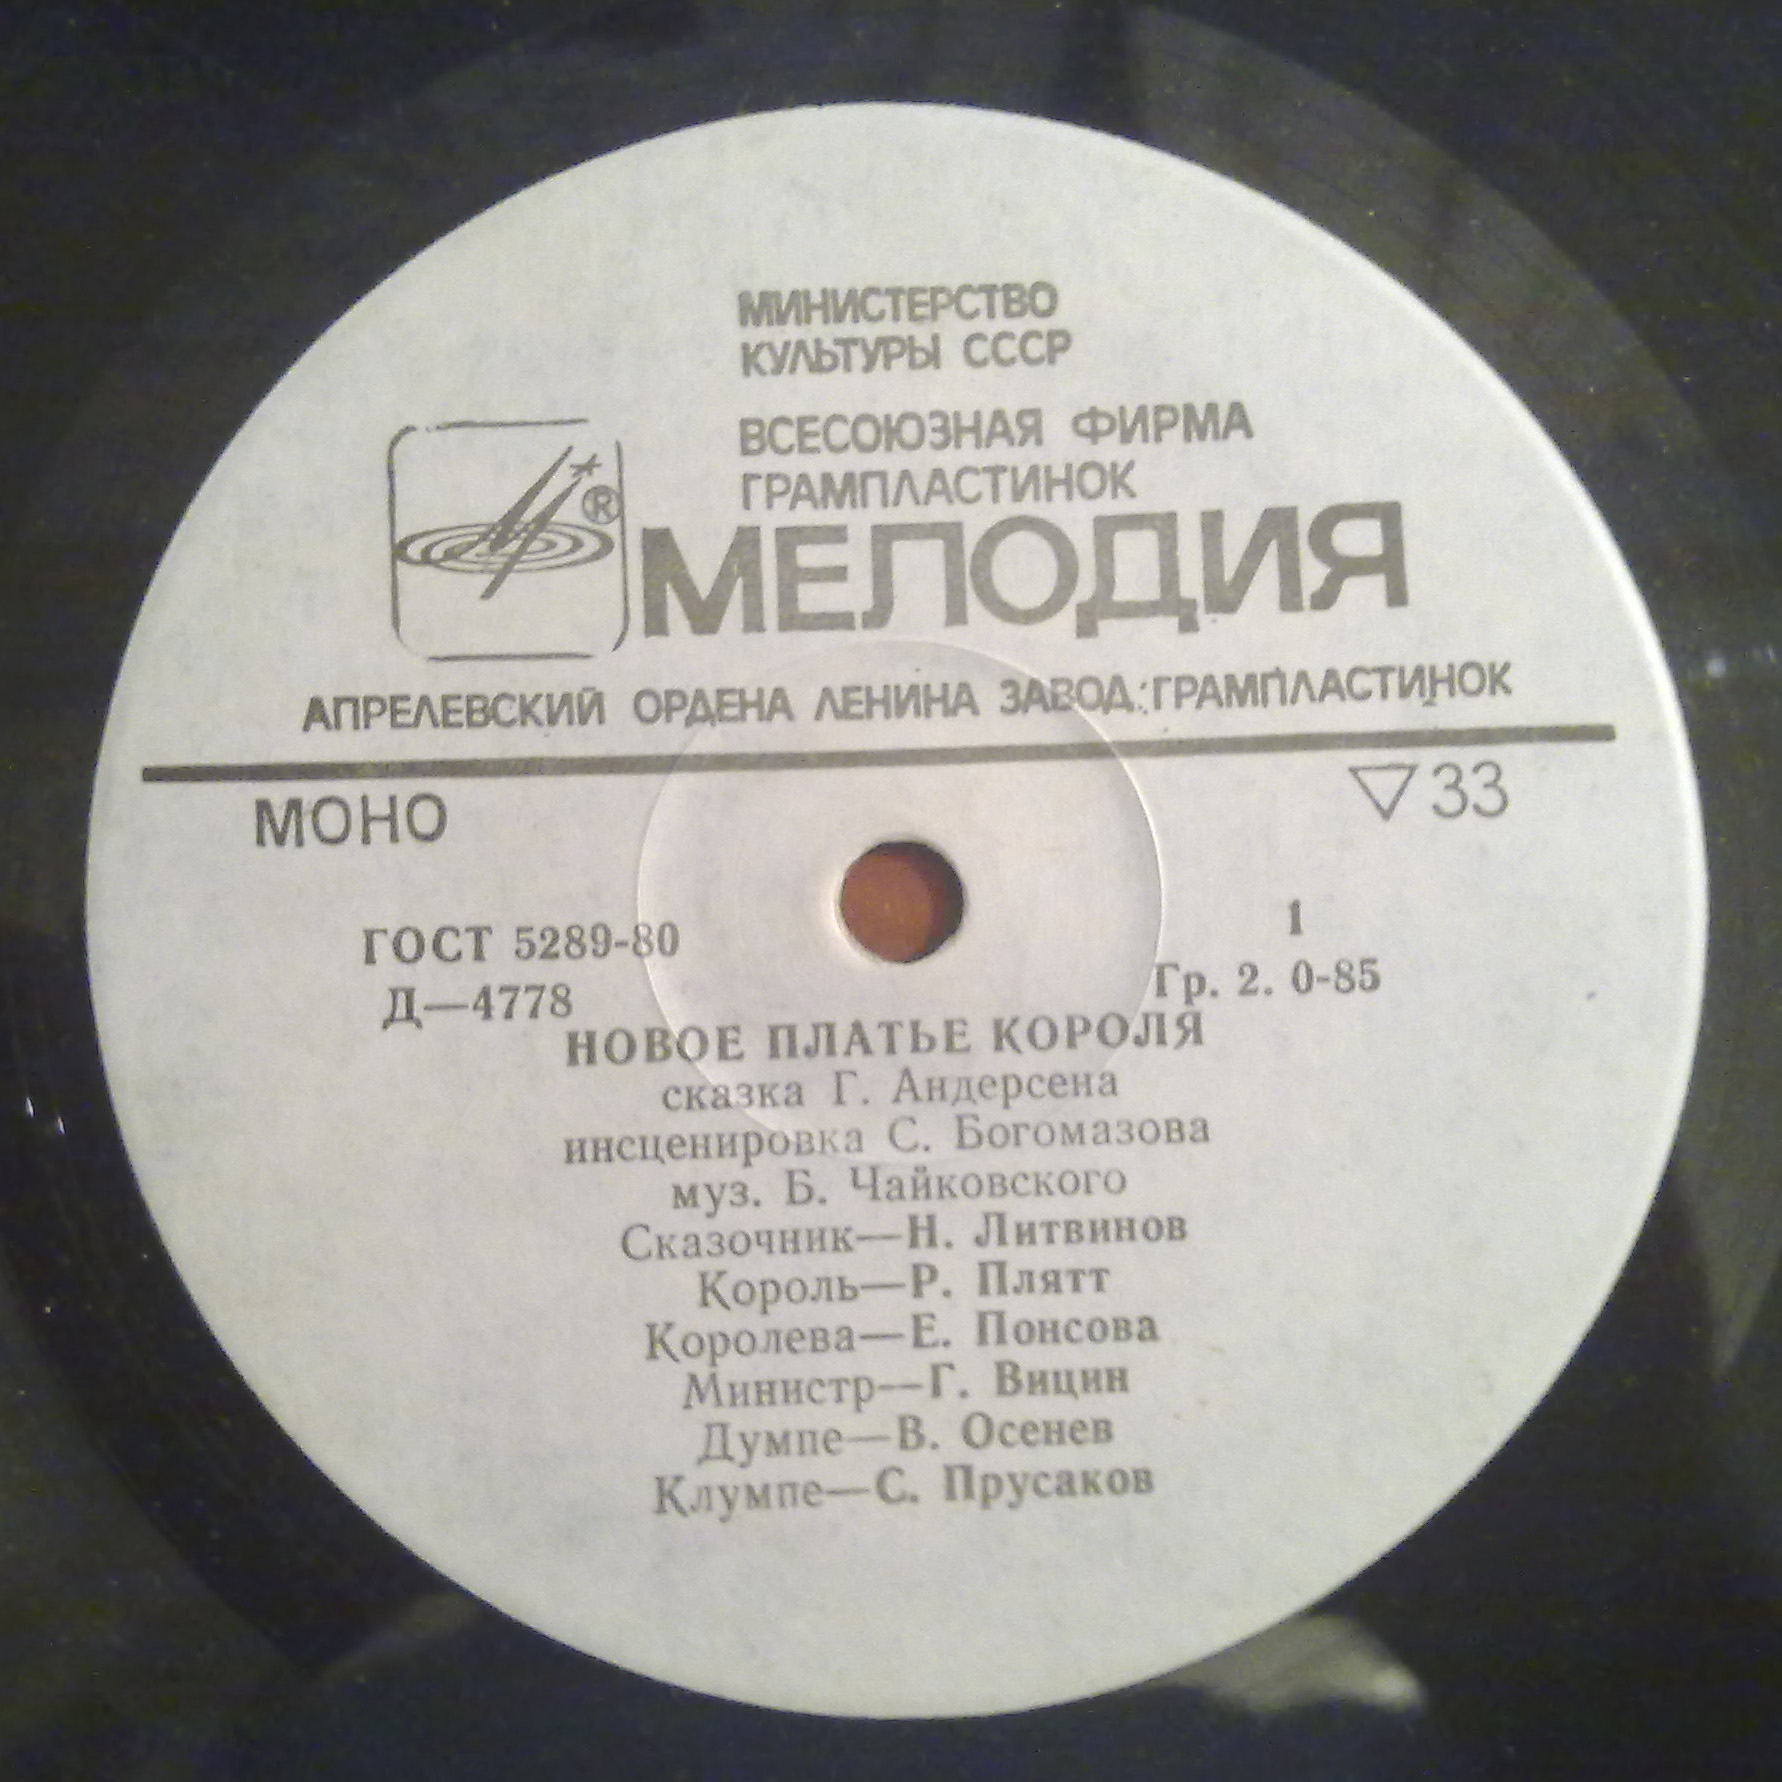 МИНИСТЕРСТВО
КУЛЬТУРЫ СССР
ВСЕСОЮЗНАЯ ФИРМА
ГРАМПЛАСТИНОК
®
МЕЛОДИЯ
АПРЕЛЕВСКИЙ ОРДЕНА ЛЕНИНА ЗАВОД ГРАМПЛАСТИНОК
МОНО ▽33
ГОСТ 5289-80 1
Д—4778 Гр. 2. 0-85
НОВОЕ ПЛАТЬЕ КОРОЛЯ
сказка Г. Андерсена
инсценировка С. Богомазова
муз. Б. Чайковского
Сказочник—Н. Литвинов
Король—Р. Плятт
Королева—Е. Понсова
Министр—Г. Вицин
Думпе—В. Осенев
Клумпе—С. Прусаков